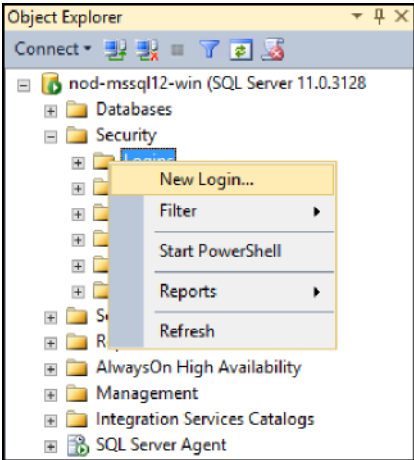 Object Explorer
Connect
nod-mssql12-win (SQL Server 11.0.3128
Databases
Security
Logins
New Login...
Filter
Start PowerShell
Reports
Refresh
AlwaysOn High Availability
Management
Integration Services Catalogs
SQL Server Agent